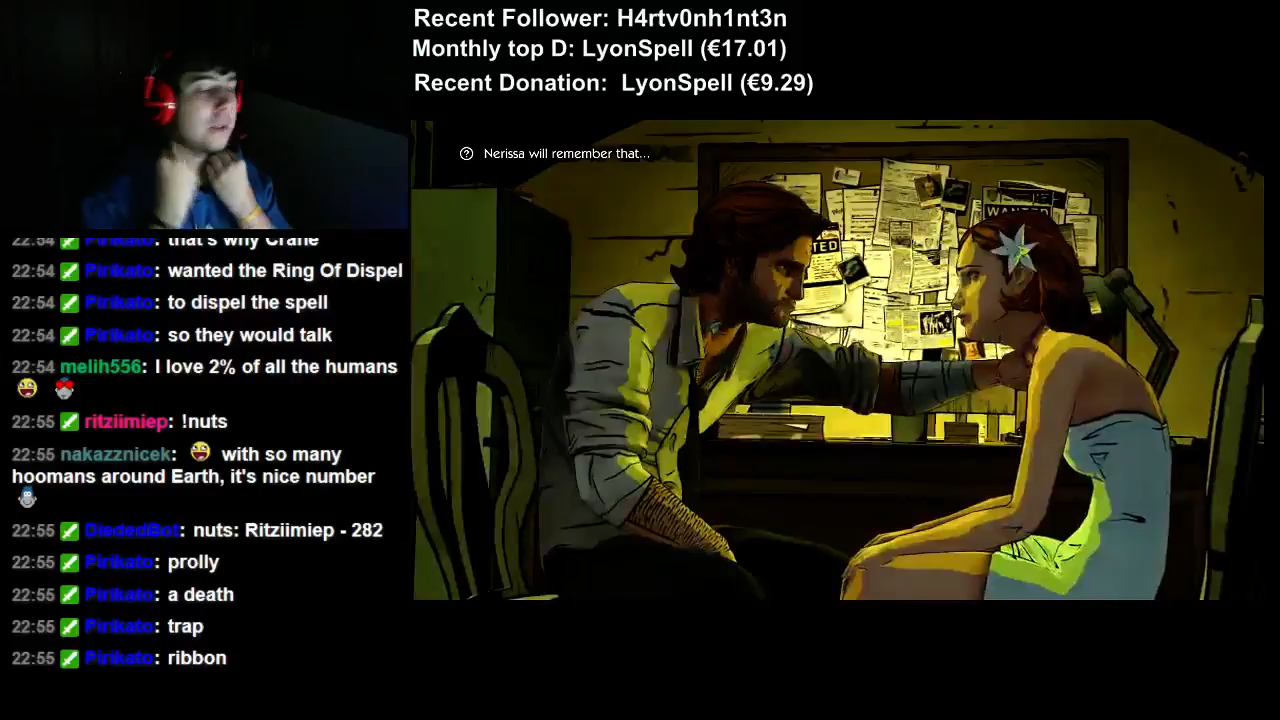 Recent Follower: H4rtv0nh1nt3n
Monthly top D: LyonSpell (€17.01)
Recent Donation: LyonSpell (€9.29)
Nerissa will remember that...
WANTED
TED
22:54 Pirikato: that's why Crane
22:54 Pirikato: wanted the Ring Of Dispel
22:54 Pirikato: to dispel the spell
22:54 Pirikato: so they would talk
22:54 melih556: I love 2% of all the humans
22:55 ritziimiep: !nuts
22:55 nakazznicek: with so many
hoomans around Earth, it's nice number
22:55 DiededBot: nuts: Ritziimiep - 282
22:55 Pirikato: prolly
22:55 Pirikato: a death
22:55 Pirikato: trap
22:55 Pirikato: ribbon